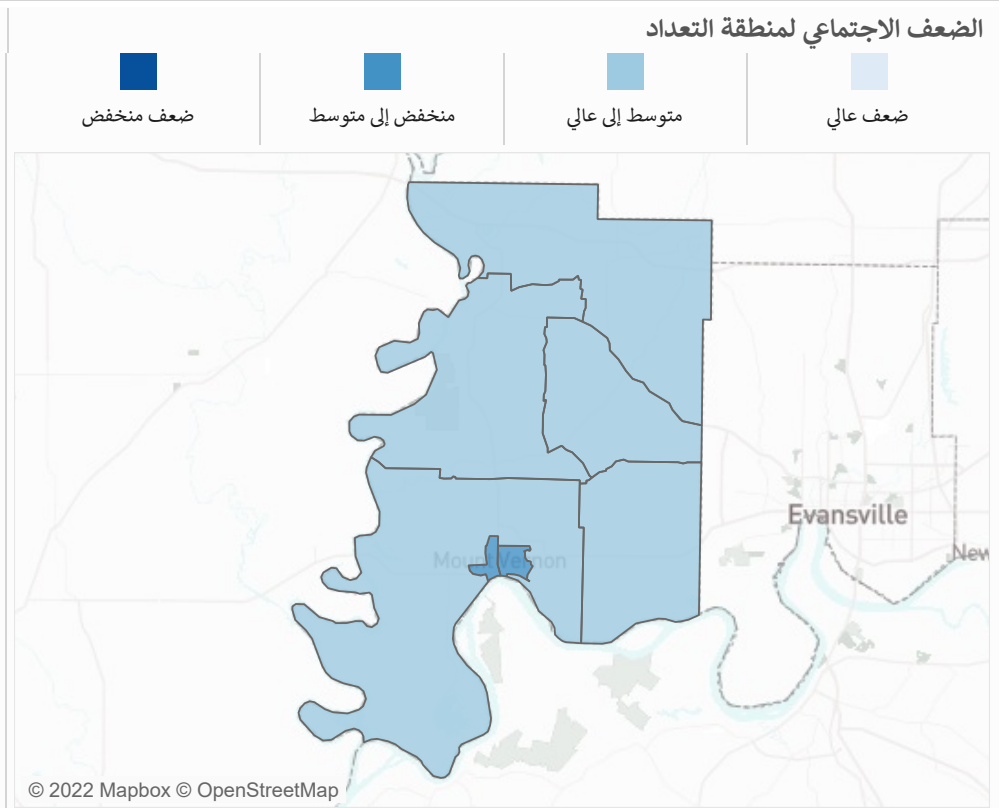 الضعف الاجتماعي لمنطقة التعداد
ضعف عالي
متوسط إلى عالي
منخفض إلى متوسط
ضعف منخفض
Evansville
New
Mount Vernon
© 2022 Mapbox © OpenStreetMap